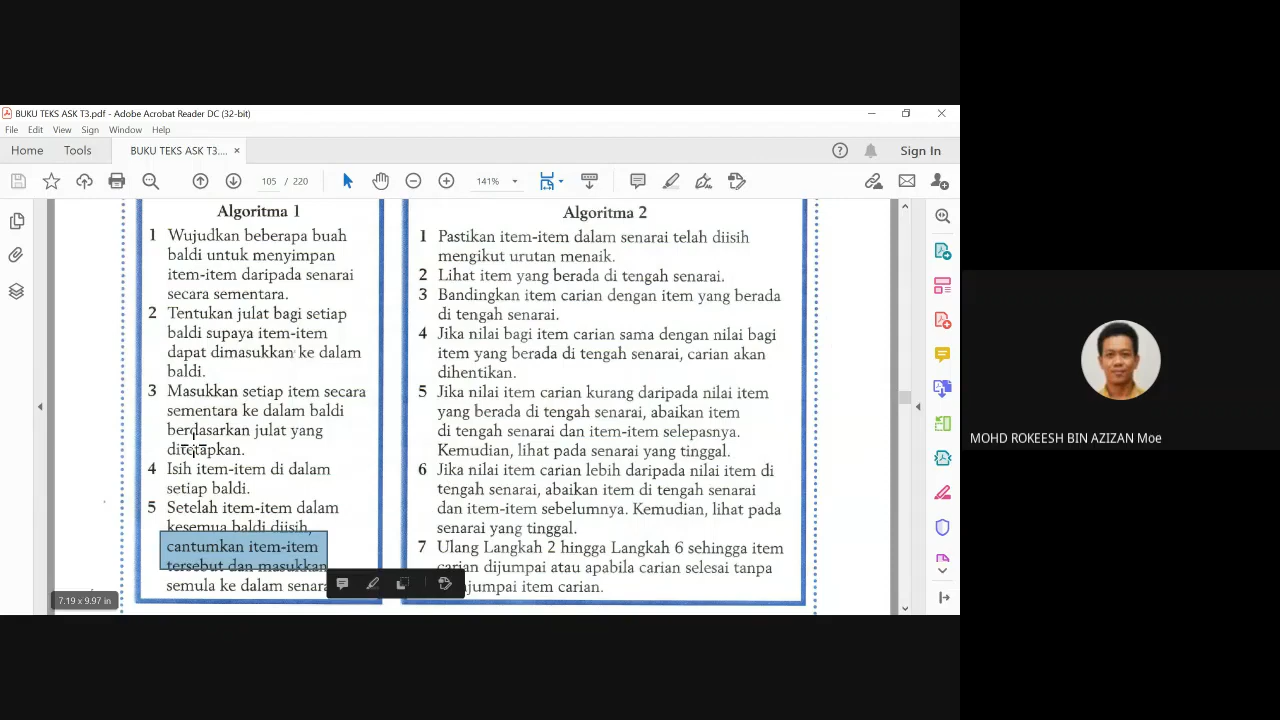 BUKU TEKS ASK T3.pdf - Adobe Acrobat Reader DC (32-bit)
File Edit View Sign Window Help
Home Tools BUKU TEKS ASK T3.... × Sign In
105 / 220 141%
Algoritma 1
1 Wujudkan beberapa buah
baldi untuk menyimpan
item-item daripada senarai
secara sementara.
2 Tentukan julat bagi setiap
baldi supaya item-item
dapat dimasukkan ke dalam
baldi.
3 Masukkan setiap item secara
sementara ke dalam baldi
berdasarkan julat yang
ditetapkan.
4 Isih item-item di dalam
setiap baldi.
5 Setelah item-item dalam
kesemua baldi diisih,
cantumkan item-item
tersebut dan masukkan
semula ke dalam senara
Algoritma 2
1 Pastikan item-item dalam senarai telah diisih
mengikut urutan menaik.
2 Lihat item yang berada di tengah senarai.
3 Bandingkan item carian dengan item yang berada
di tengah senarai.
4 Jika nilai bagi item carian sama dengan nilai bagi
item yang berada di tengah senarai, carian akan
dihentikan.
5 Jika nilai item carian kurang daripada nilai item
yang berada di tengah senarai, abaikan item
di tengah senarai dan item-item selepasnya.
Kemudian, lihat pada senarai yang tinggal.
6 Jika nilai item carian lebih daripada nilai item di
tengah senarai, abaikan item di tengah senarai
dan item-item sebelumnya. Kemudian, lihat pada
senarai yang tinggal.
7 Ulang Langkah 2 hingga Langkah 6 sehingga item
carian dijumpai atau apabila carian selesai tanpa
jumpai item carian.
7.19 x 9.97 in
MOHD ROKEESH BIN AZIZAN Moe